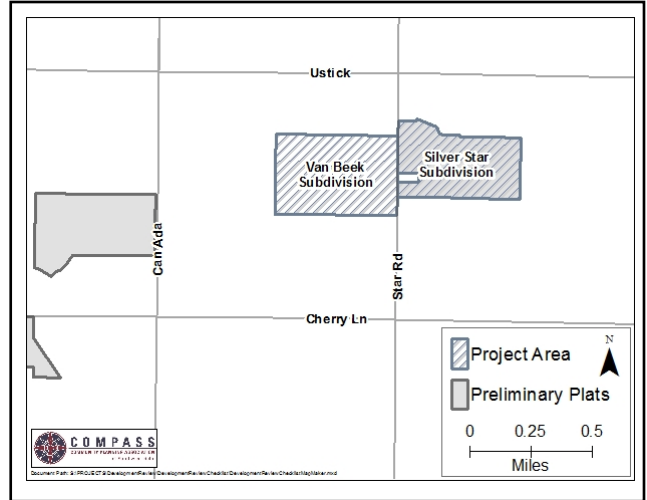 Ustick
Van Beek
Subdivision
Silver Star
Subdivision
Can Ada
Star Rd
Cherry Ln
Project Area
Preliminary Plats
N
0 0.25 0.5
Miles
COMPASS